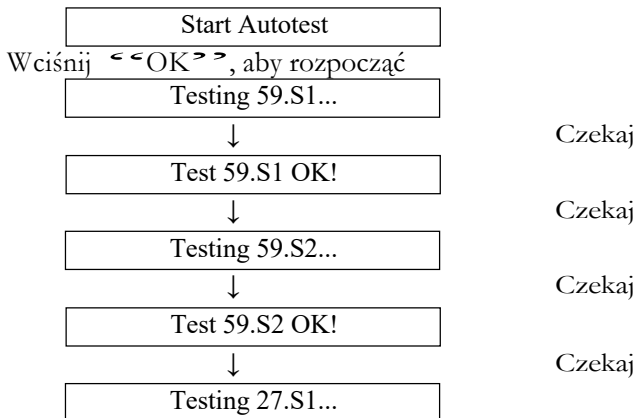 Start Autotest
Wciśnij “OK”, aby rozpocząć
Testing 59.S1...
↓ Czekaj
Test 59.S1 OK!
↓ Czekaj
Testing 59.S2...
↓ Czekaj
Test 59.S2 OK!
↓ Czekaj
Testing 27.S1...